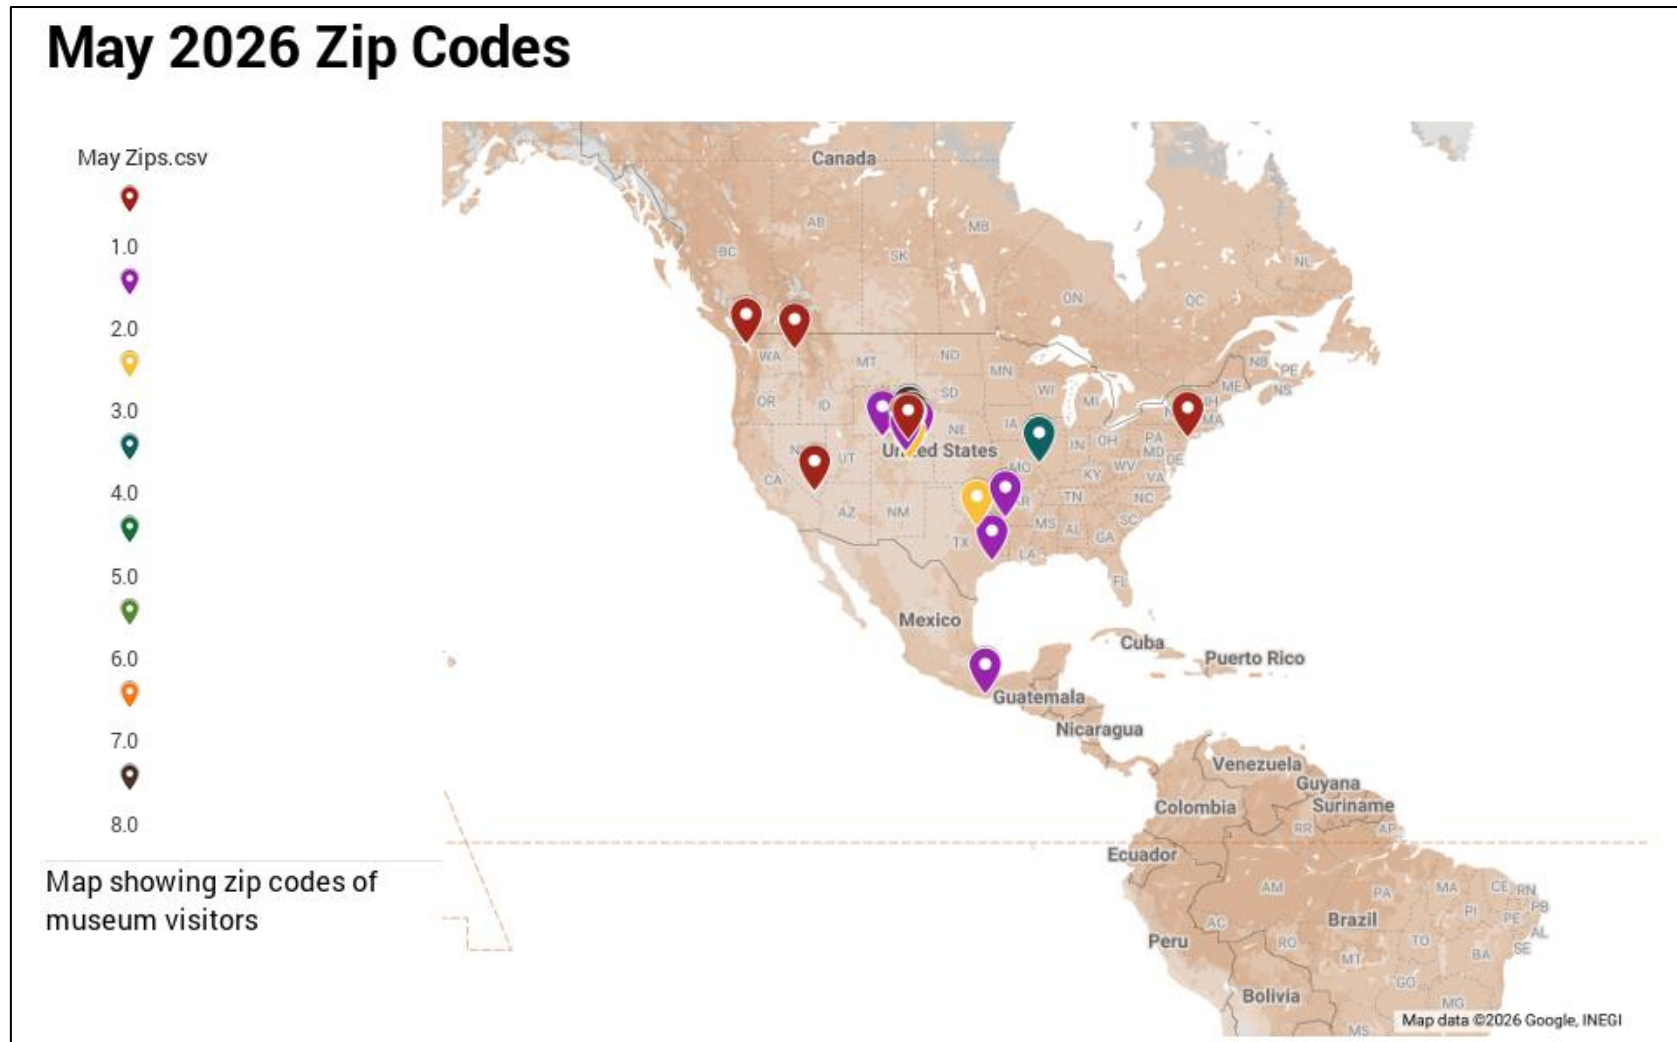 May 2026 Zip Codes
May Zips.csv
1.0
2.0
3.0
4.0
5.0
6.0
7.0
8.0
Map showing zip codes of
museum visitors
Canada
AB
MB
BC
SK
NL
ON
QC
WA
MT
ND
MN
NB
PE
NS
ME
OR
ID
SD
WI
MI
MA
NE
IA
IN
OH
PA
MD
DE
UT
United States
MO
CA
KY
WV
VA
AZ
NM
TN
NC
MS
AL
SC
GA
TX
LA
FL
Mexico
Cuba
Puerto Rico
Guatemala
Nicaragua
Venezuela
Guyana
Colombia
Suriname
RR
AP
Ecuador
AM
PA
MA
CE
RN
PB
PI
PE
AL
SE
AC
Brazil
Peru
RO
TO
BA
MT
GO
Bolivia
MG
MS
Map data ©2026 Google, INEGI